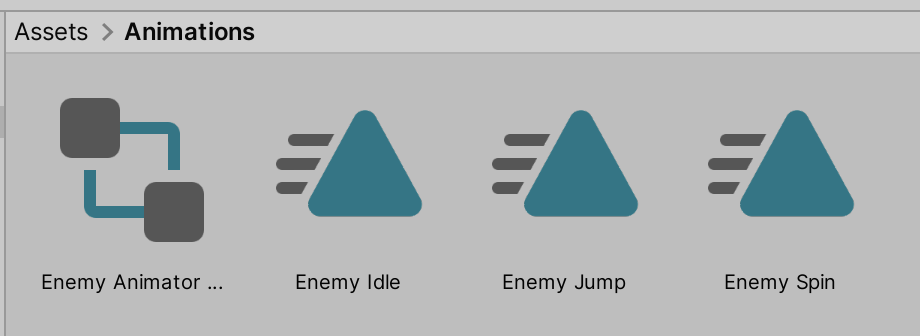 Assets > Animations
Enemy Animator ...
Enemy Idle
Enemy Jump
Enemy Spin